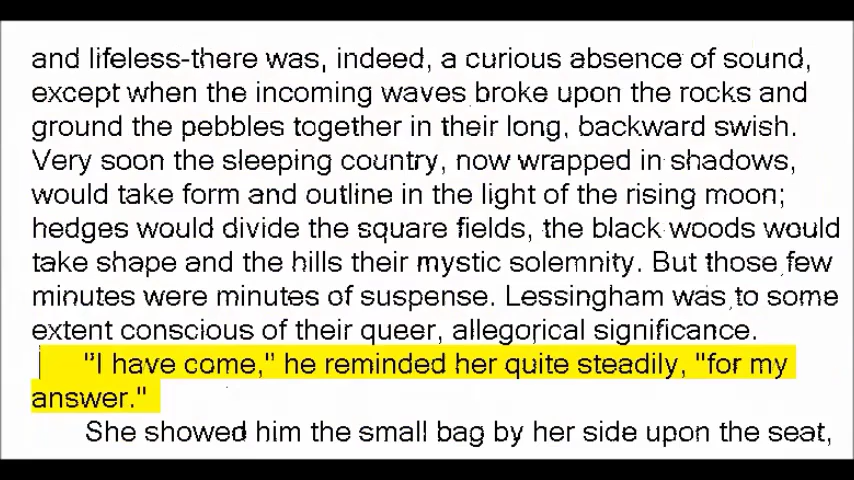 and lifeless-there was, indeed, a curious absence of sound,
except when the incoming waves broke upon the rocks and
ground the pebbles together in their long, backward swish.
Very soon the sleeping country, now wrapped in shadows,
would take form and outline in the light of the rising moon;
hedges would divide the square fields, the black woods would
take shape and the hills their mystic solemnity. But those few
minutes were minutes of suspense. Lessingham was to some
extent conscious of their queer, allegorical significance.
"I have come," he reminded her quite steadily, "for my
answer."
She showed him the small bag by her side upon the seat,